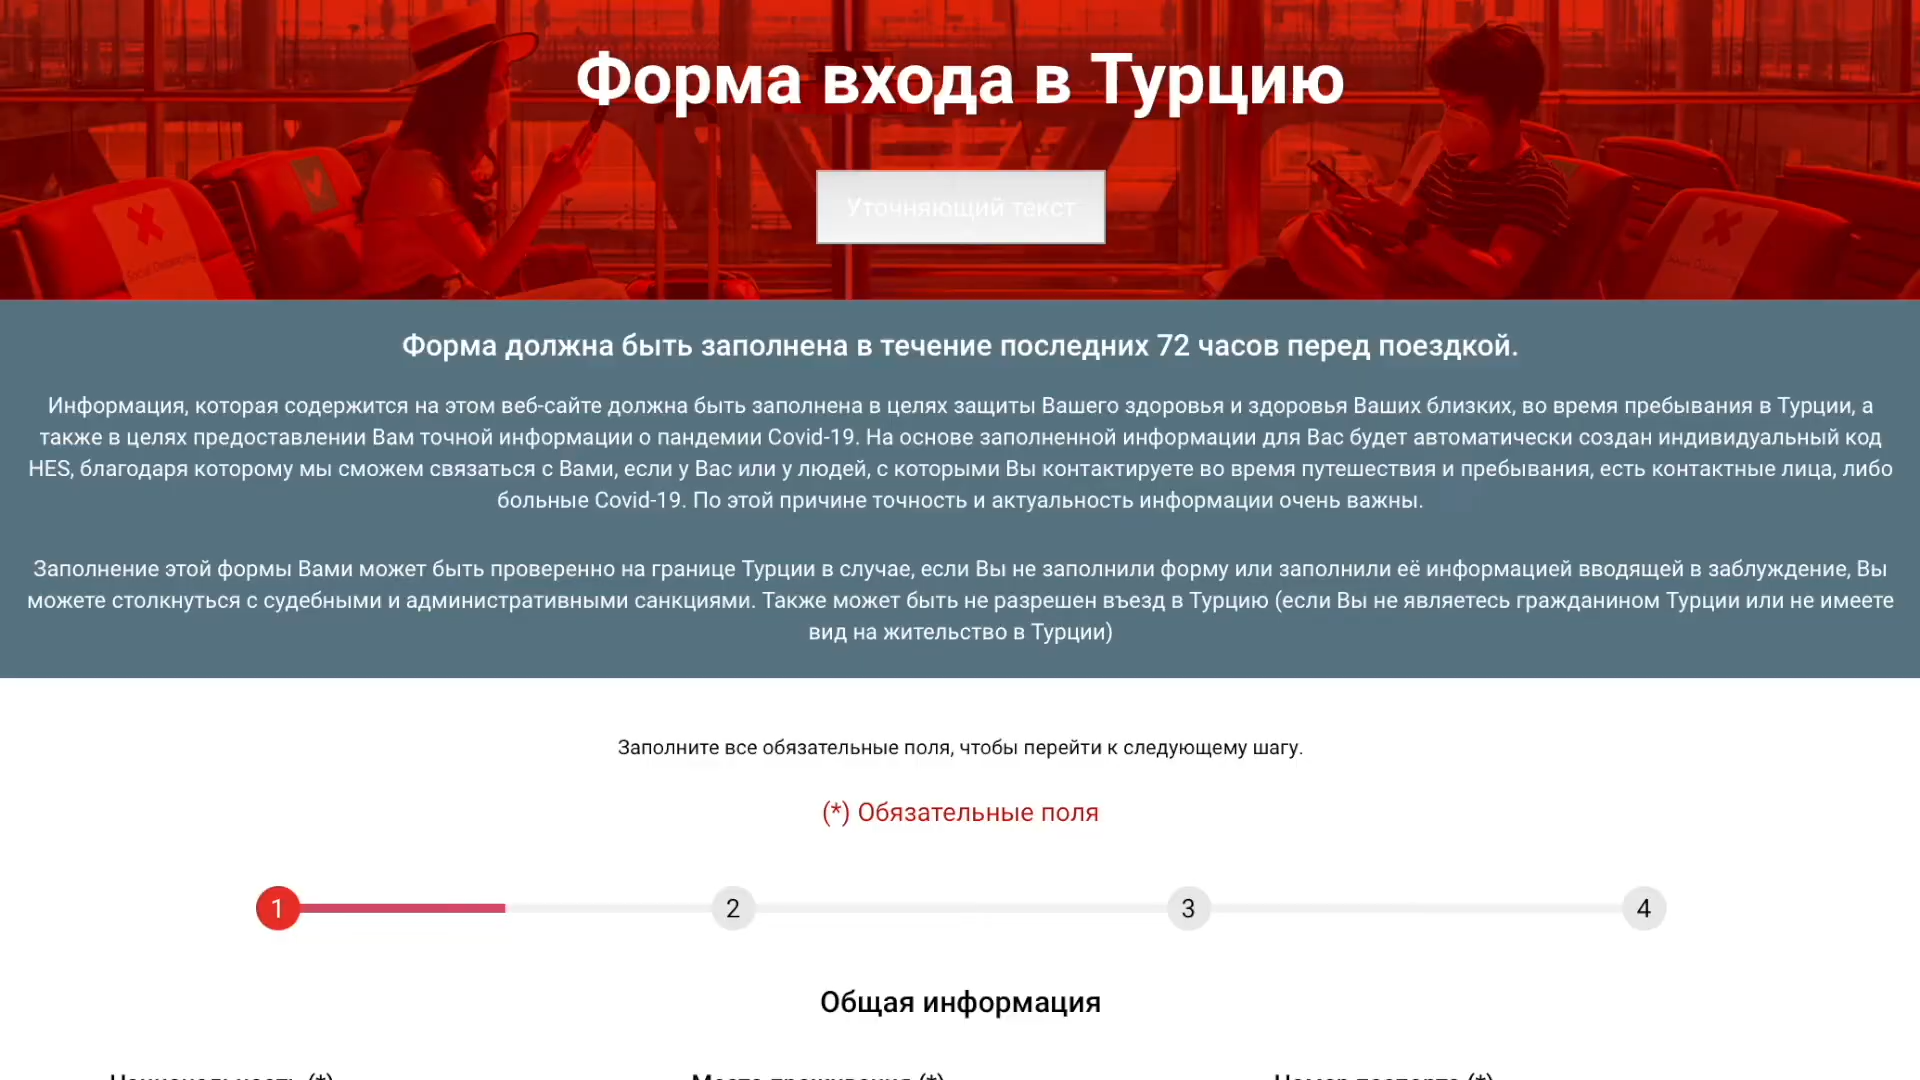 Форма входа в Турцию
Уточняющий текст
Форма должна быть заполнена в течение последних 72 часов перед поездкой.
Информация, которая содержится на этом веб-сайте должна быть заполнена в целях защиты Вашего здоровья и здоровья Ваших близких, во время пребывания в Турции, а
также в целях предоставлении Вам точной информации о пандемии Covid-19. На основе заполненной информации для Вас будет автоматически создан индивидуальный код
HES, благодаря которому мы сможем связаться с Вами, если у Вас или у людей, с которыми Вы контактируете во время путешествия и пребывания, есть контактные лица, либо
больные Covid-19. По этой причине точность и актуальность информации очень важны.
Заполнение этой формы Вами может быть проверенно на границе Турции в случае, если Вы не заполнили форму или заполнили её информацией вводящей в заблуждение, Вы
можете столкнуться с судебными и административными санкциями. Также может быть не разрешен въезд в Турцию (если Вы не являетесь гражданином Турции или не имеете
вид на жительство в Турции)
Заполните все обязательные поля, чтобы перейти к следующему шагу.
(*) Обязательные поля
1 2 3 4
Общая информация
Национальность (*) Место проживания (*) Номер паспорта (*)